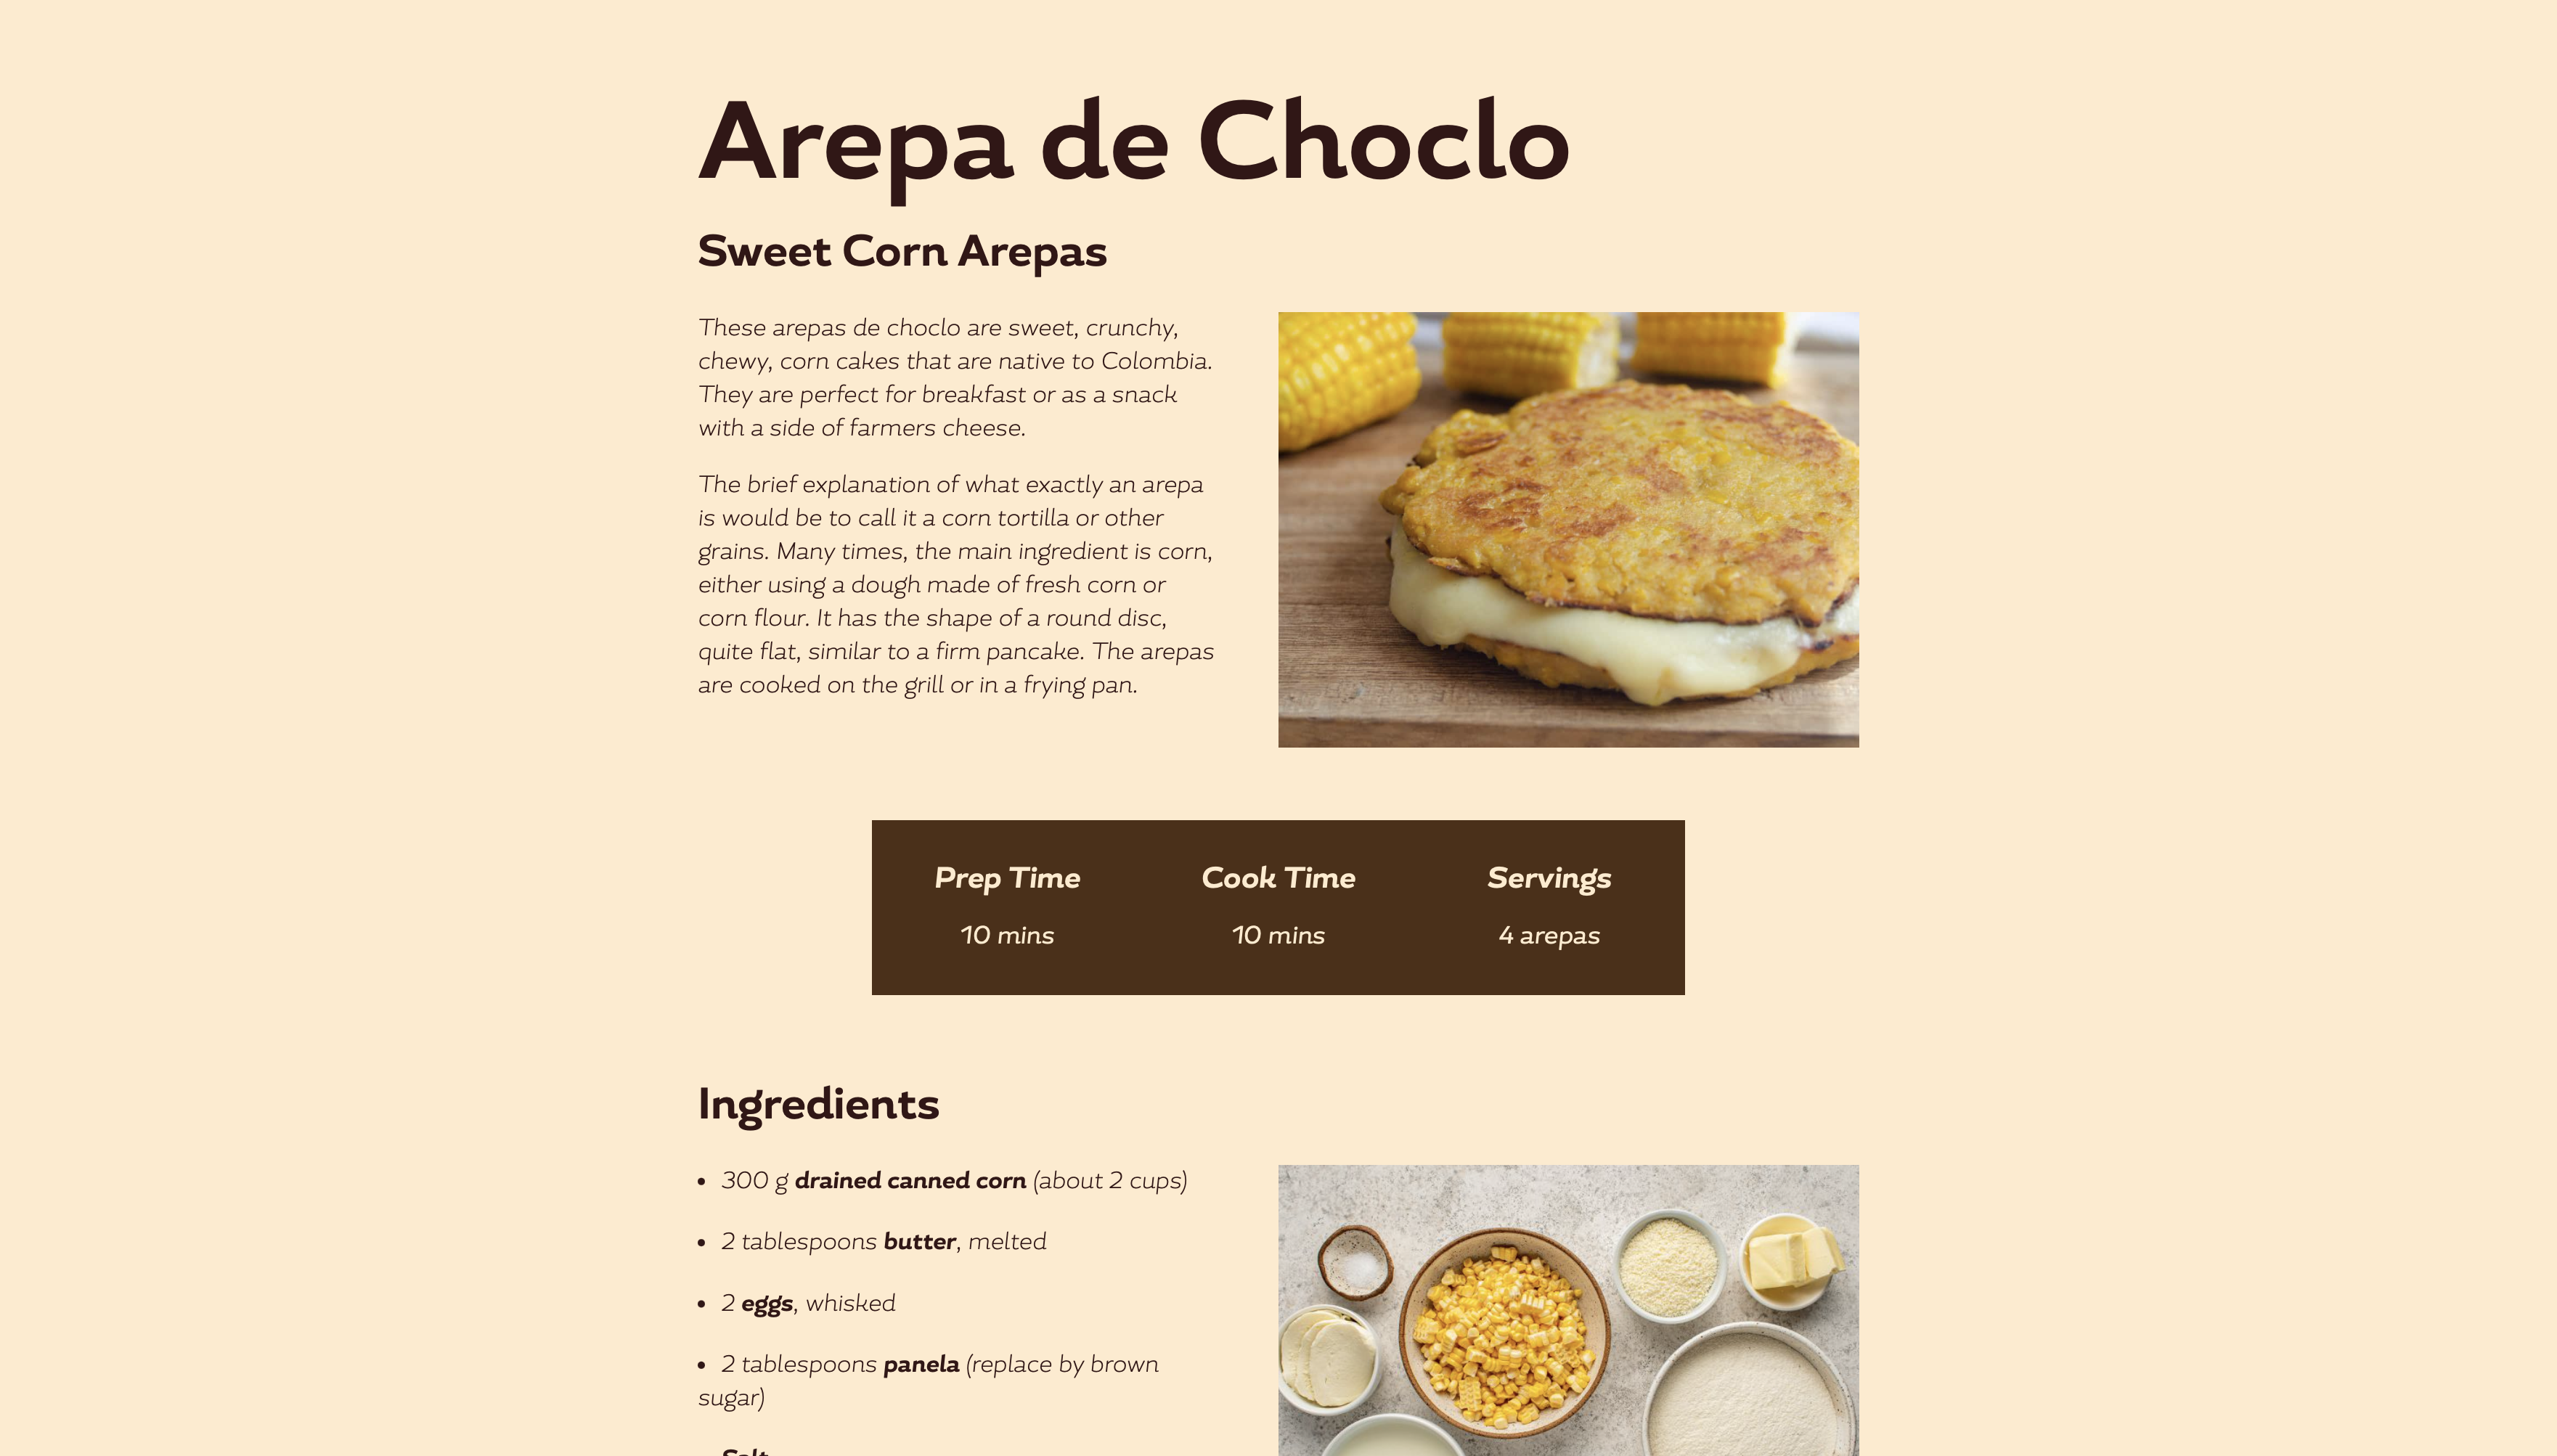 Arepa de Choclo
Sweet Corn Arepas
These arepas de choclo are sweet, crunchy,
chewy, corn cakes that are native to Colombia.
They are perfect for breakfast or as a snack
with a side of farmers cheese.
The brief explanation of what exactly an arepa
is would be to call it a corn tortilla or other
grains. Many times, the main ingredient is corn,
either using a dough made of fresh corn or
corn flour. It has the shape of a round disc,
quite flat, similar to a firm pancake. The arepas
are cooked on the grill or in a frying pan.
Prep Time
10 mins
Cook Time
10 mins
Servings
4 arepas
Ingredients
• 300 g drained canned corn (about 2 cups)
• 2 tablespoons butter, melted
• 2 eggs, whisked
• 2 tablespoons panela (replace by brown
sugar)
Salt